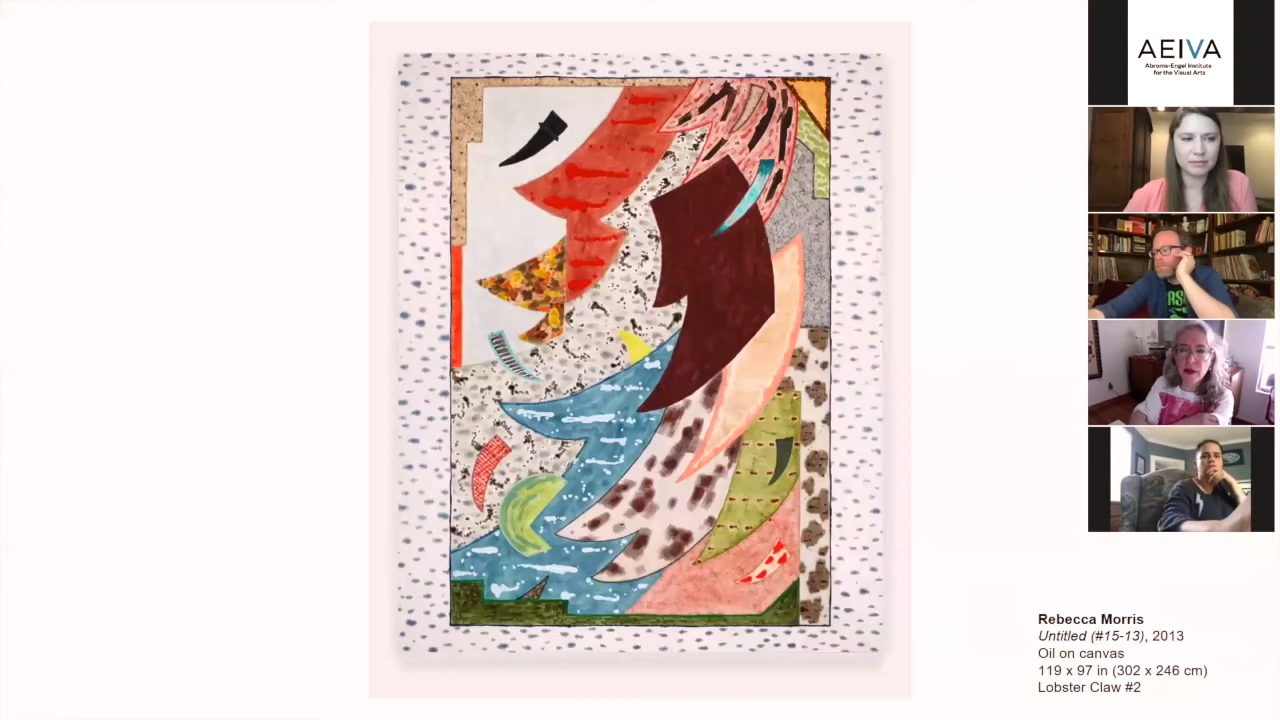 AEIVA
Abroms-Engel Institute
for the Visual Arts
Rebecca Morris
Untitled (#15-13), 2013
Oil on canvas
119 x 97 in (302 x 246 cm)
Lobster Claw #2